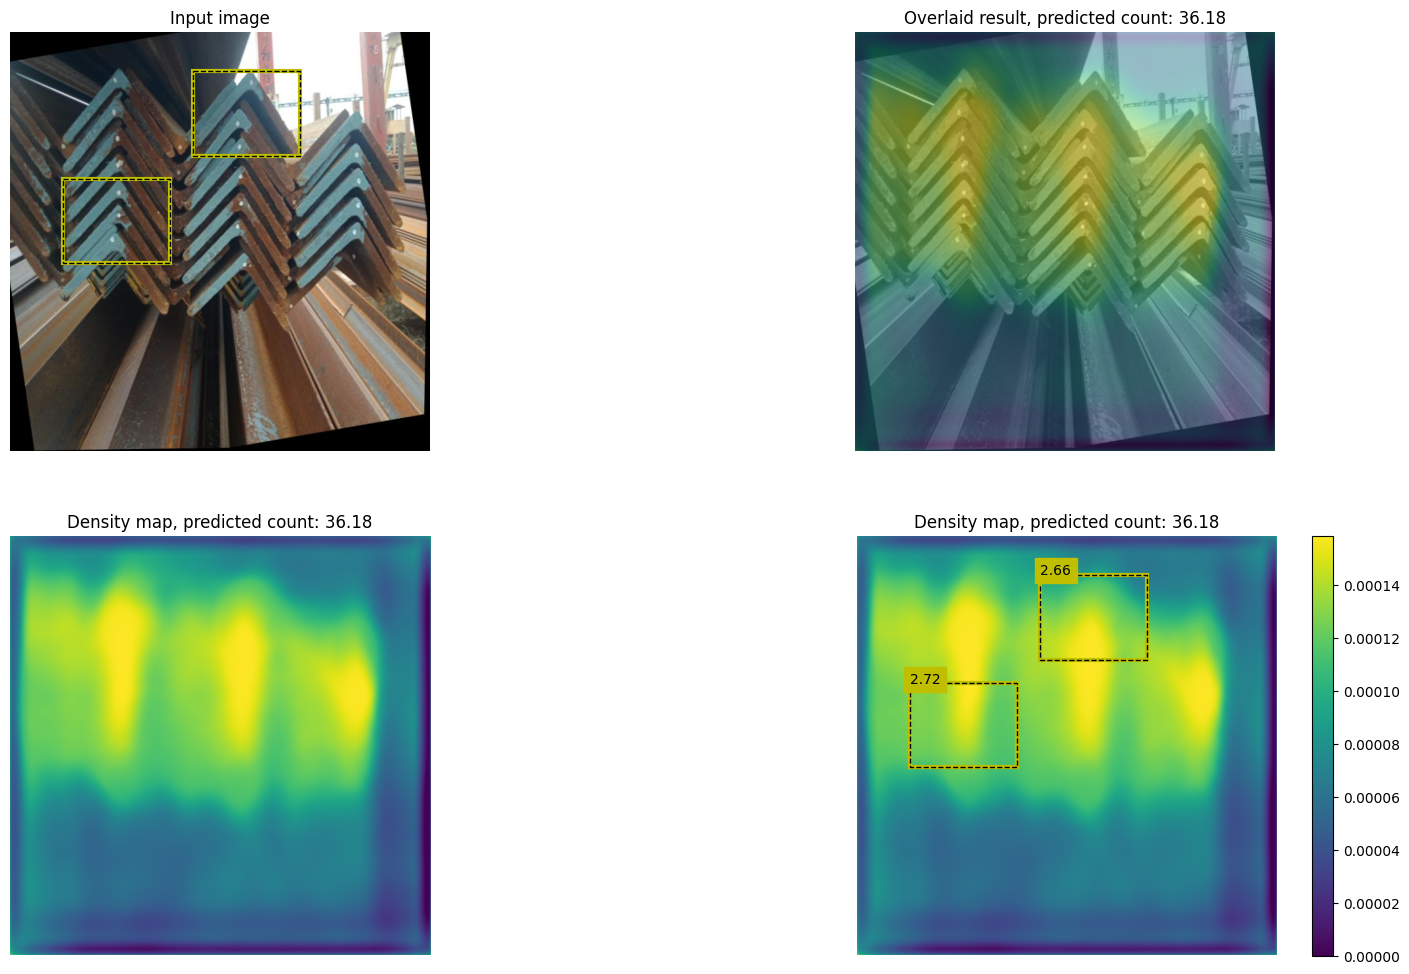 Input image
Overlaid result, predicted count: 36.18
Density map, predicted count: 36.18
Density map, predicted count: 36.18
2.66
2.72
0.00014
0.00012
0.00010
0.00008
0.00006
0.00004
0.00002
0.00000